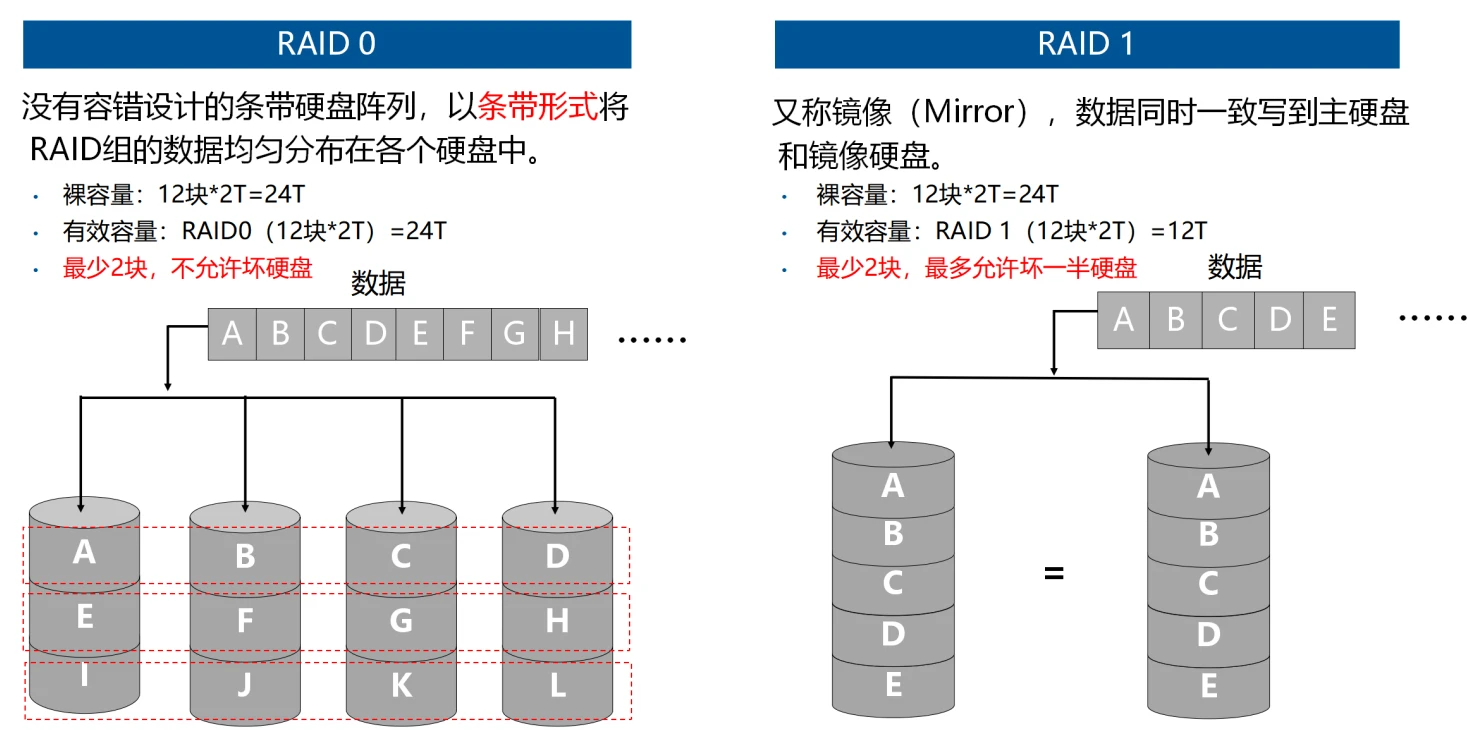 RAID 0
没有容错设计的条带硬盘阵列，以条带形式将
RAID组的数据均匀分布在各个硬盘中。
· 裸容量：12块*2T=24T
· 有效容量：RAID0（12块*2T）=24T
· 最少2块，不允许坏硬盘
数据
A B C D E F G H ······
A B C D
E F G H
I J K L
RAID 1
又称镜像（Mirror），数据同时一致写到主硬盘
和镜像硬盘。
· 裸容量：12块*2T=24T
· 有效容量：RAID 1（12块*2T）=12T
· 最少2块，最多允许坏一半硬盘
数据
A B C D E ······
A A
B B
C = C
D D
E E